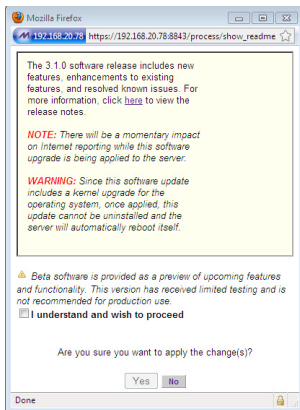 Mozilla Firefox
192.168.20.78 https://192.168.20.78:8843/process/show_readme
The 3.1.0 software release includes new
features, enhancements to existing
features, and resolved known issues. For
more information, click here to view the
release notes.
NOTE: There will be a momentary impact
on Internet reporting while this software
upgrade is being applied to the server.
WARNING: Since this software update
includes a kernel upgrade for the
operating system, once applied, this
update cannot be uninstalled and the
server will automatically reboot itself.
Beta software is provided as a preview of upcoming features
and functionality. This version has received limited testing and is
not recommended for production use.
I understand and wish to proceed
Are you sure you want to apply the change(s)?
Yes No
Done